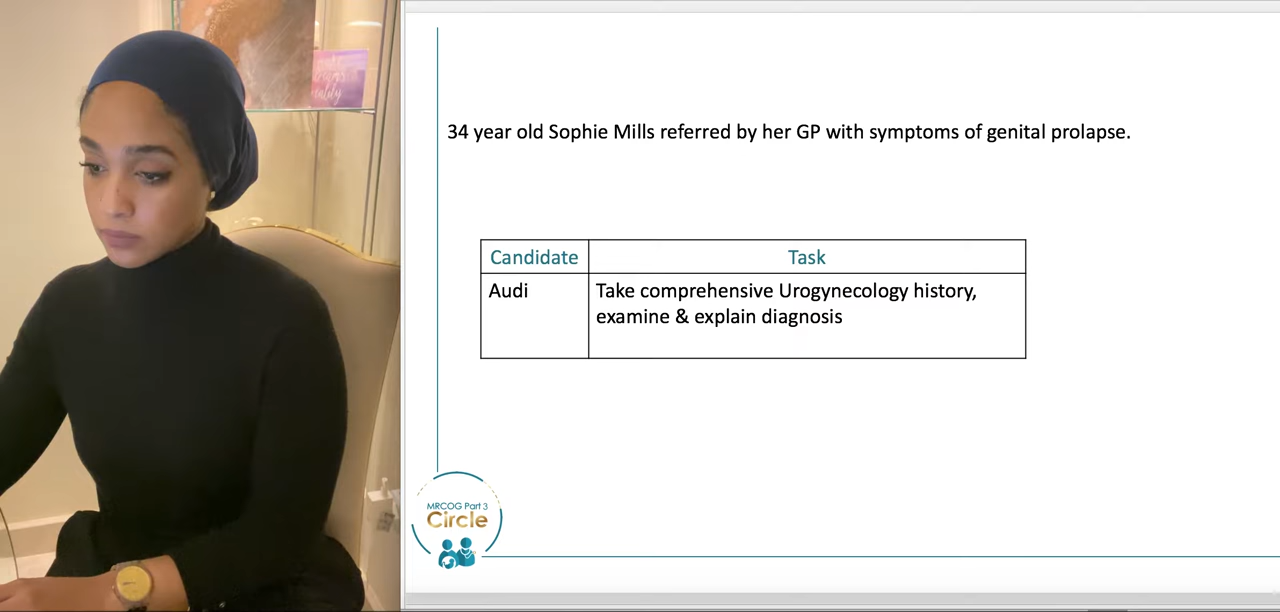 34 year old Sophie Mills referred by her GP with symptoms of genital prolapse.
Candidate Task
Audi Take comprehensive Urogynecology history,
examine & explain diagnosis
MRCOG Part 3
Circle